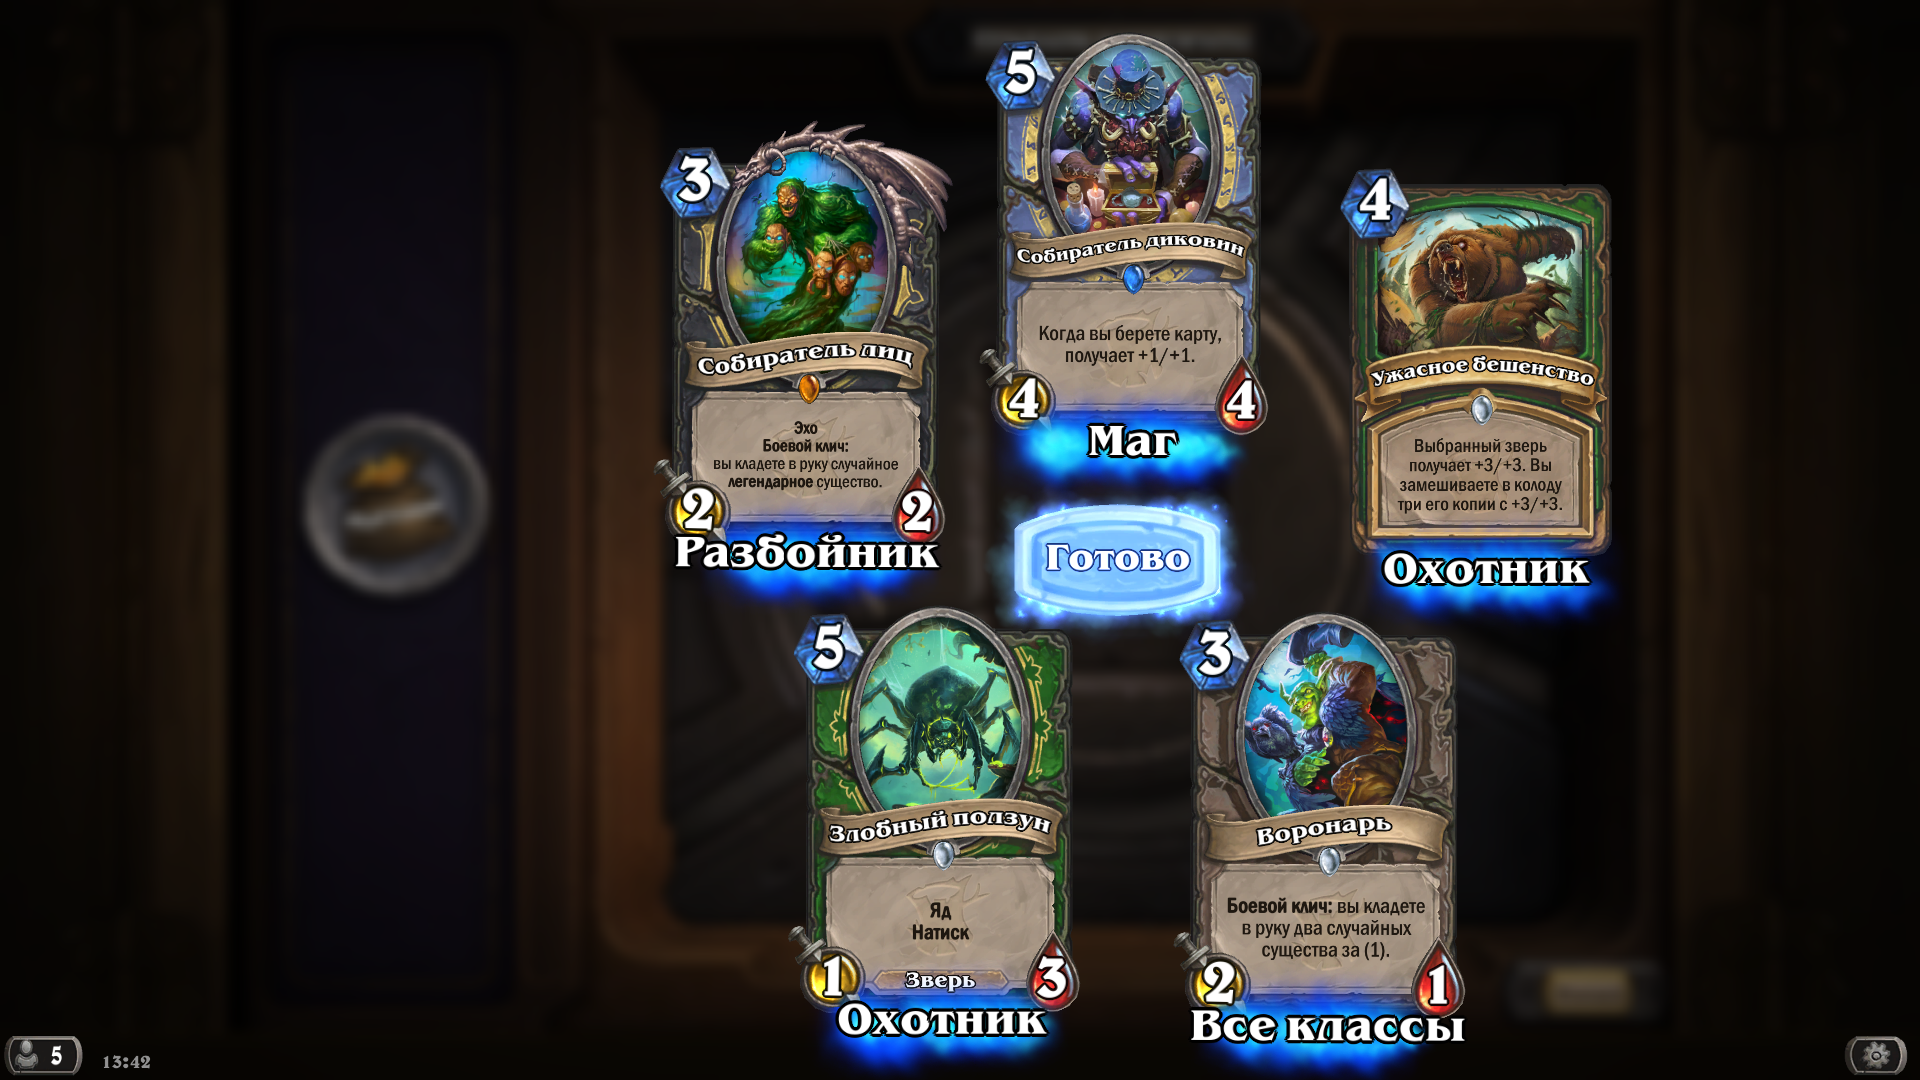 3
Собиратель лиц
Эхо
Боевой клич:
вы кладете в руку случайное
легендарное существо.
2
2
Разбойник
5
Собиратель диковин
Когда вы берете карту,
получает +1/+1.
4
4
Маг
4
Ужасное бешенство
Выбранный зверь
получает +3/+3. Вы
замешиваете в колоду
три его копии с +3/+3.
Охотник
Готово
5
Злобный ползун
Яд
Натиск
1
Зверь
3
Охотник
3
Воронарь
Боевой клич: вы кладете
в руку два случайных
существа за (1).
2
1
Все классы
5
13:42